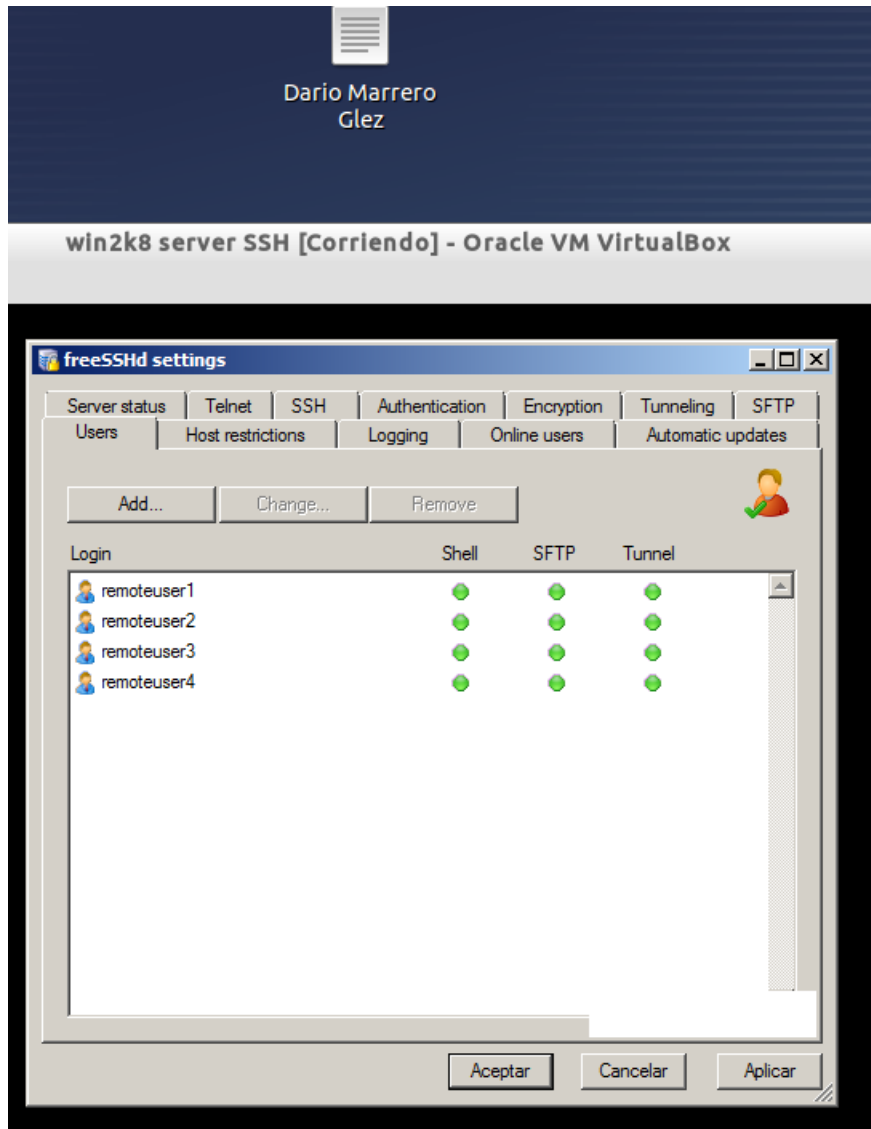 Dario Marrero
Glez
win2k8 server SSH [Corriendo] - Oracle VM VirtualBox
freeSSHd settings
Server status Telnet SSH Authentication Encryption Tunneling SFTP
Users Host restrictions Logging Online users Automatic updates
Add... Change... Remove
Login Shell SFTP Tunnel
remoteuser1
remoteuser2
remoteuser3
remoteuser4
Aceptar Cancelar Aplicar